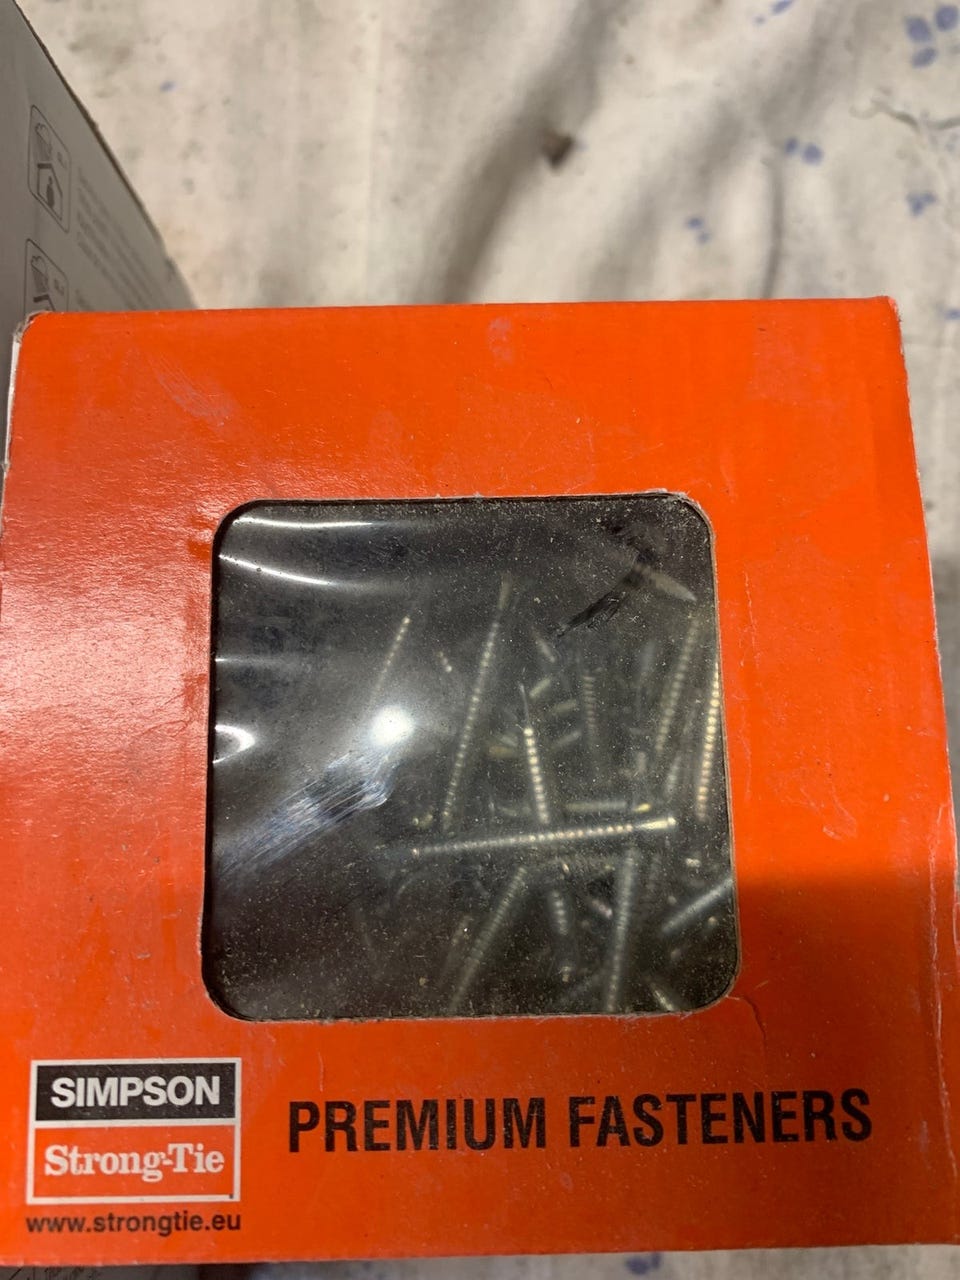 SIMPSON
Strong-Tie
www.strongtie.eu
PREMIUM FASTENERS